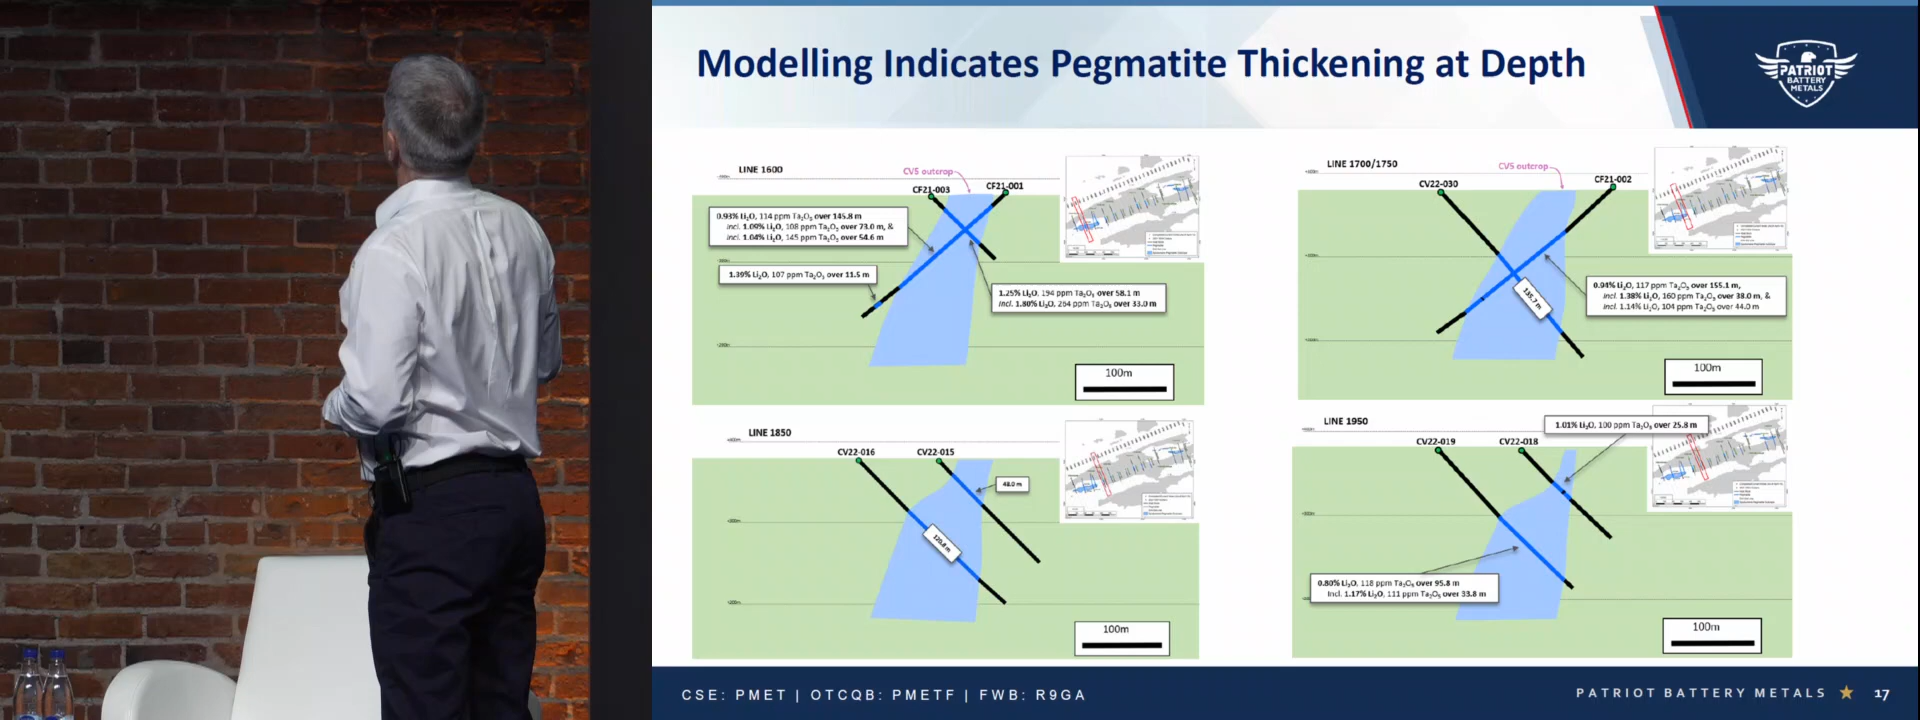 Modelling Indicates Pegmatite Thickening at Depth
PATRIOT
BATTERY
METALS
LINE 1600
CV5 outcrop
CF21-003
CF21-001
0.93% Li₂O, 114 ppm Ta₂O₅ over 145.8 m
Incl. 1.09% Li₂O, 108 ppm Ta₂O₅ over 73.0 m, &
Incl. 1.04% Li₂O, 145 ppm Ta₂O₅ over 54.6 m
1.39% Li₂O, 107 ppm Ta₂O₅ over 11.5 m
1.25% Li₂O, 194 ppm Ta₂O₅ over 58.1 m
Incl. 1.80% Li₂O, 264 ppm Ta₂O₅ over 33.0 m
100m
LINE 1700/1750
CV5 outcrop
CV22-030
CF21-002
0.94% Li₂O, 117 ppm Ta₂O₅ over 155.1 m,
Incl. 1.38% Li₂O, 160 ppm Ta₂O₅ over 38.0 m, &
Incl. 1.14% Li₂O, 104 ppm Ta₂O₅ over 44.0 m
100m
LINE 1850
CV22-016
CV22-015
48.0 m
100m
LINE 1950
1.01% Li₂O, 100 ppm Ta₂O₅ over 25.8 m
CV22-019
CV22-018
0.80% Li₂O, 118 ppm Ta₂O₅ over 95.8 m
Incl. 1.17% Li₂O, 111 ppm Ta₂O₅ over 33.8 m
100m
CSE: PMET | OTCQB: PMETF | FWB: R9GA
PATRIOT BATTERY METALS
17